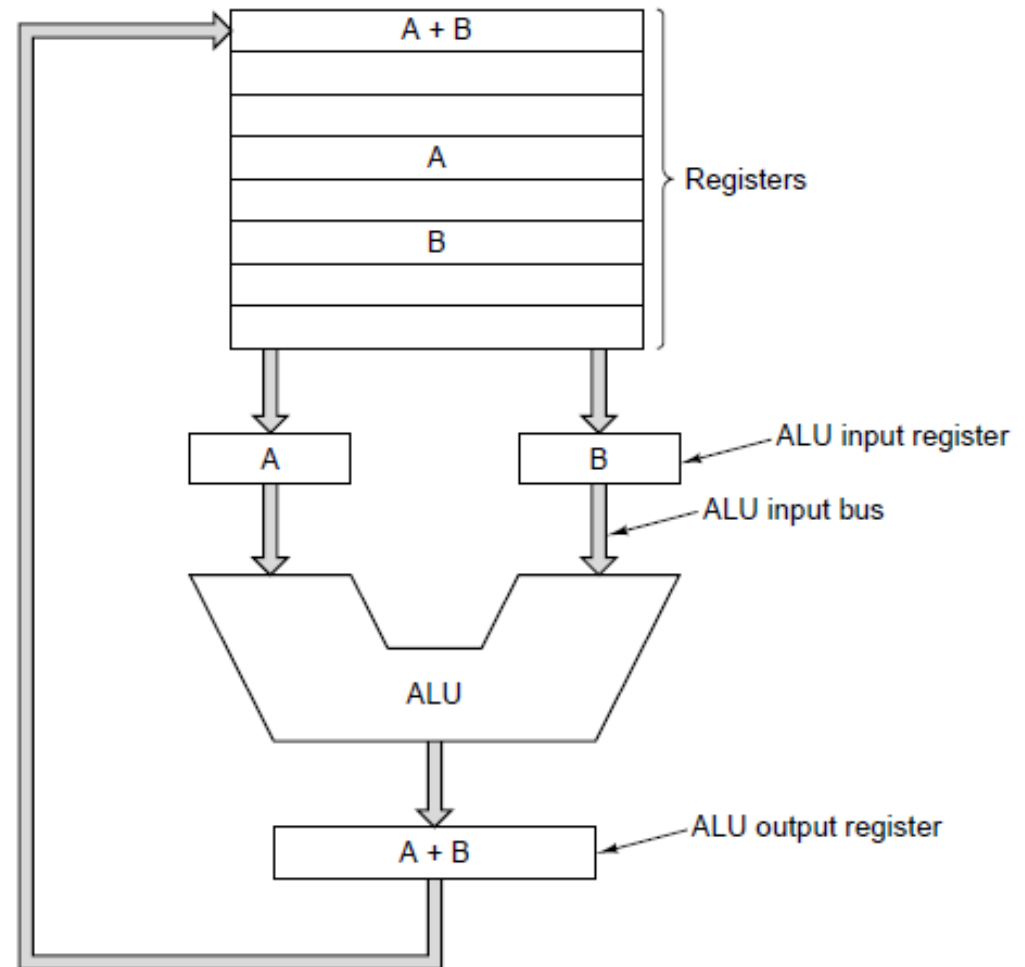 A + B
A
Registers
B
A
B
ALU input register
ALU input bus
ALU
ALU output register
A + B